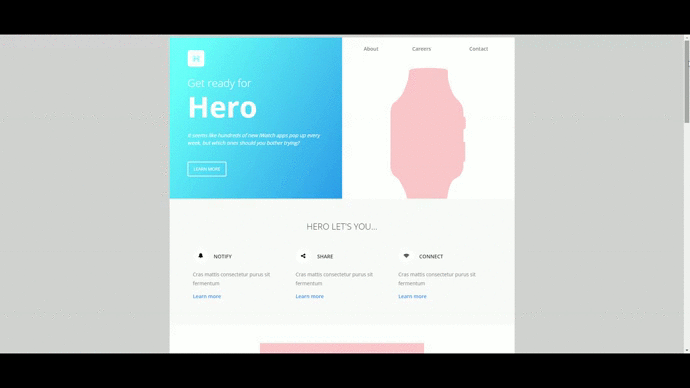 H
About Careers Contact
Get ready for
Hero
It seems like hundreds of new iWatch apps pop up every
week, but which ones should you bother trying?
LEARN MORE
HERO LET'S YOU...
NOTIFY
Cras mattis consectetur purus sit
fermentum
Learn more
SHARE
Cras mattis consectetur purus sit
fermentum
Learn more
CONNECT
Cras mattis consectetur purus sit
fermentum
Learn more